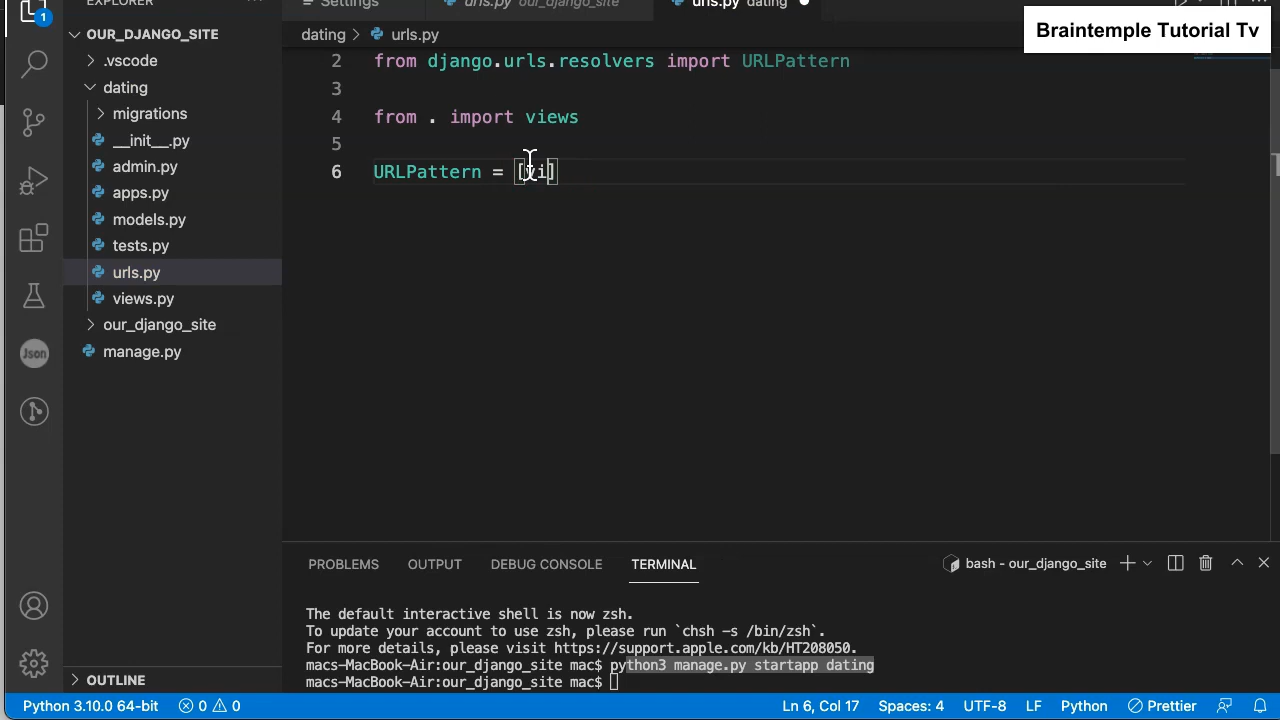 1
Settings
urls.py our_django_site
urls.py dating
Braintemple Tutorial Tv
EXPLORER
OUR_DJANGO_SITE
.vscode
dating
migrations
__init__.py
admin.py
apps.py
models.py
tests.py
urls.py
views.py
our_django_site
manage.py
OUTLINE
Json
dating > urls.py
2 from django.urls.resolvers import URLPattern
3
4 from . import views
5
6 URLPattern = [vi]
PROBLEMS OUTPUT DEBUG CONSOLE TERMINAL bash - our_django_site
The default interactive shell is now zsh.
To update your account to use zsh, please run `chsh -s /bin/zsh`.
For more details, please visit https://support.apple.com/kb/HT208050.
macs-MacBook-Air:our_django_site mac$ python3 manage.py startapp dating
macs-MacBook-Air:our_django_site mac$
Python 3.10.0 64-bit 0 0 Ln 6, Col 17 Spaces: 4 UTF-8 LF Python Prettier